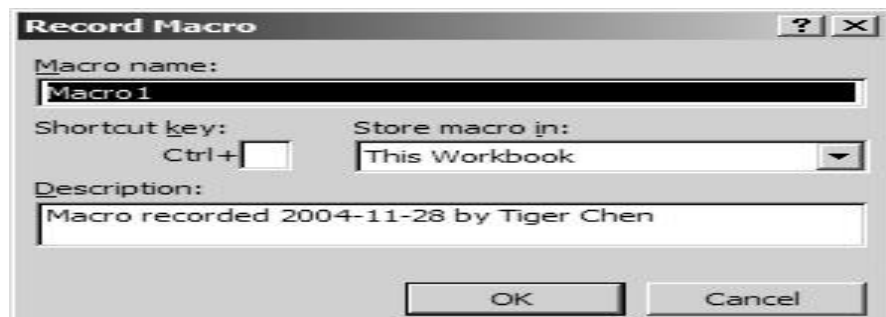 Record Macro ? ×
Macro name:
Macro1
Shortcut key: Store macro in:
Ctrl+ This Workbook
Description:
Macro recorded 2004-11-28 by Tiger Chen
OK Cancel